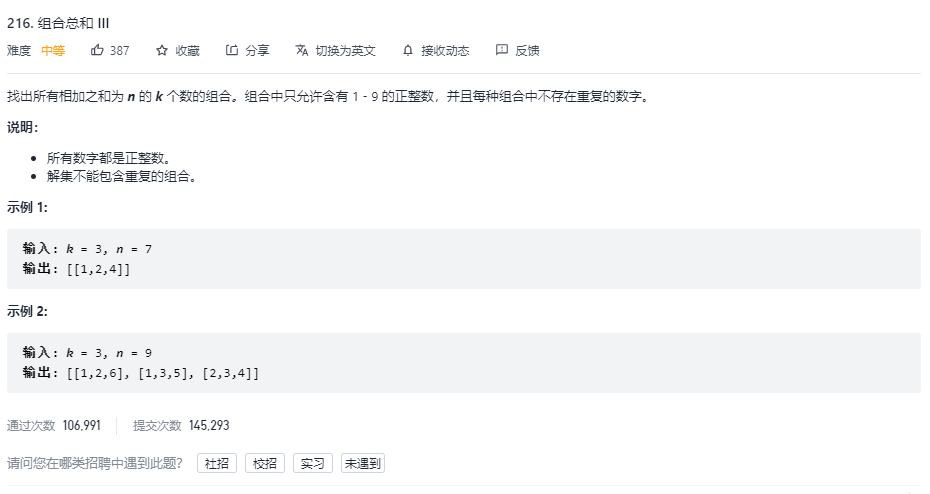 216. 组合总和 III
难度 中等 387 收藏 分享 切换为英文 接收动态 反馈
找出所有相加之和为 n 的 k 个数的组合。组合中只允许含有 1 - 9 的正整数，并且每种组合中不存在重复的数字。
说明：
• 所有数字都是正整数。
• 解集不能包含重复的组合。
示例 1:
输入: k = 3, n = 7
输出: [[1,2,4]]
示例 2:
输入: k = 3, n = 9
输出: [[1,2,6], [1,3,5], [2,3,4]]
通过次数 106,991 提交次数 145,293
请问您在哪类招聘中遇到此题？ 社招 校招 实习 未遇到